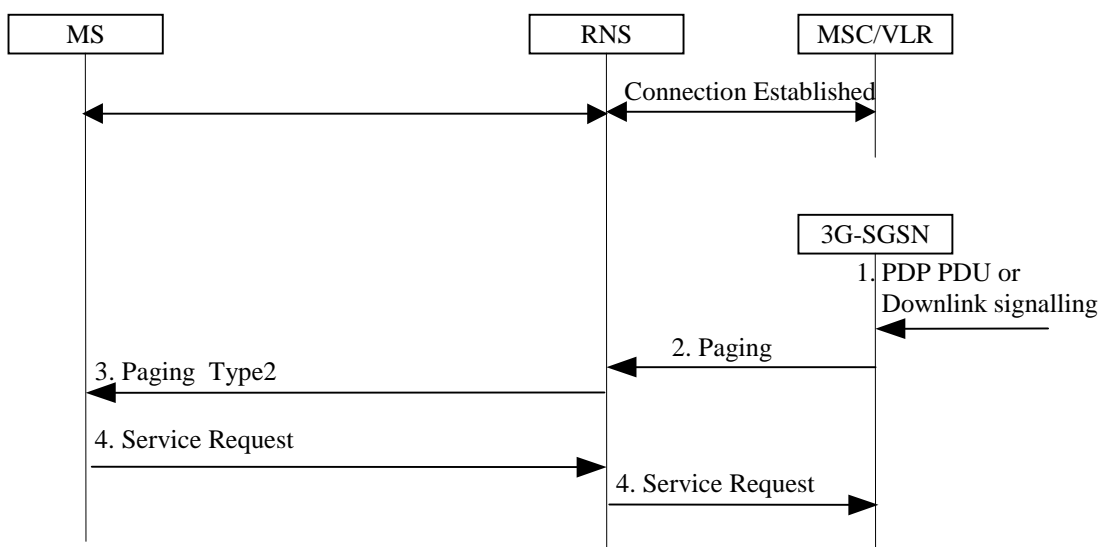 MS
RNS
MSC/VLR
Connection Established
3G-SGSN
1. PDP PDU or
Downlink signalling
2. Paging
3. Paging Type2
4. Service Request
4. Service Request